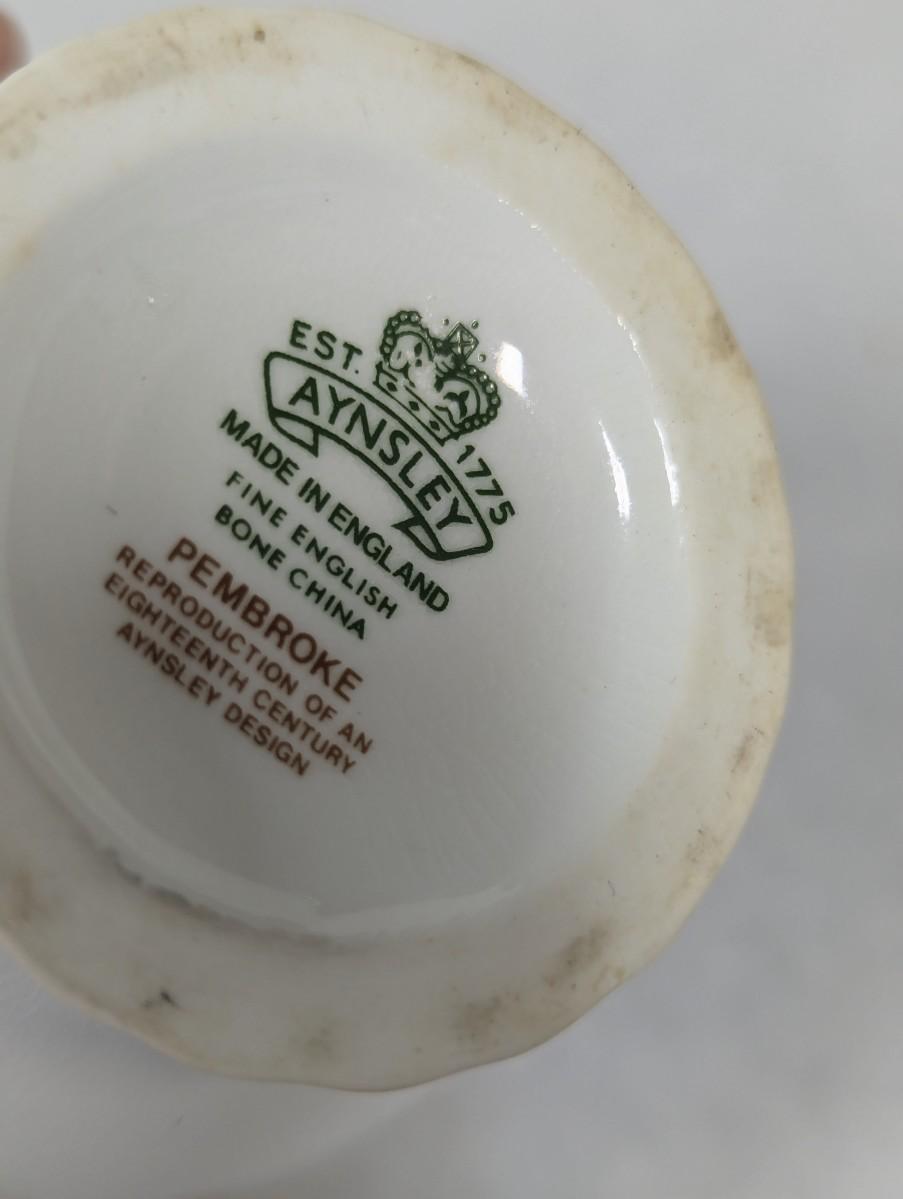 EST. 1775
AYNSLEY
MADE IN ENGLAND
FINE ENGLISH
BONE CHINA
PEMBROKE
REPRODUCTION OF AN
EIGHTEENTH CENTURY
AYNSLEY DESIGN